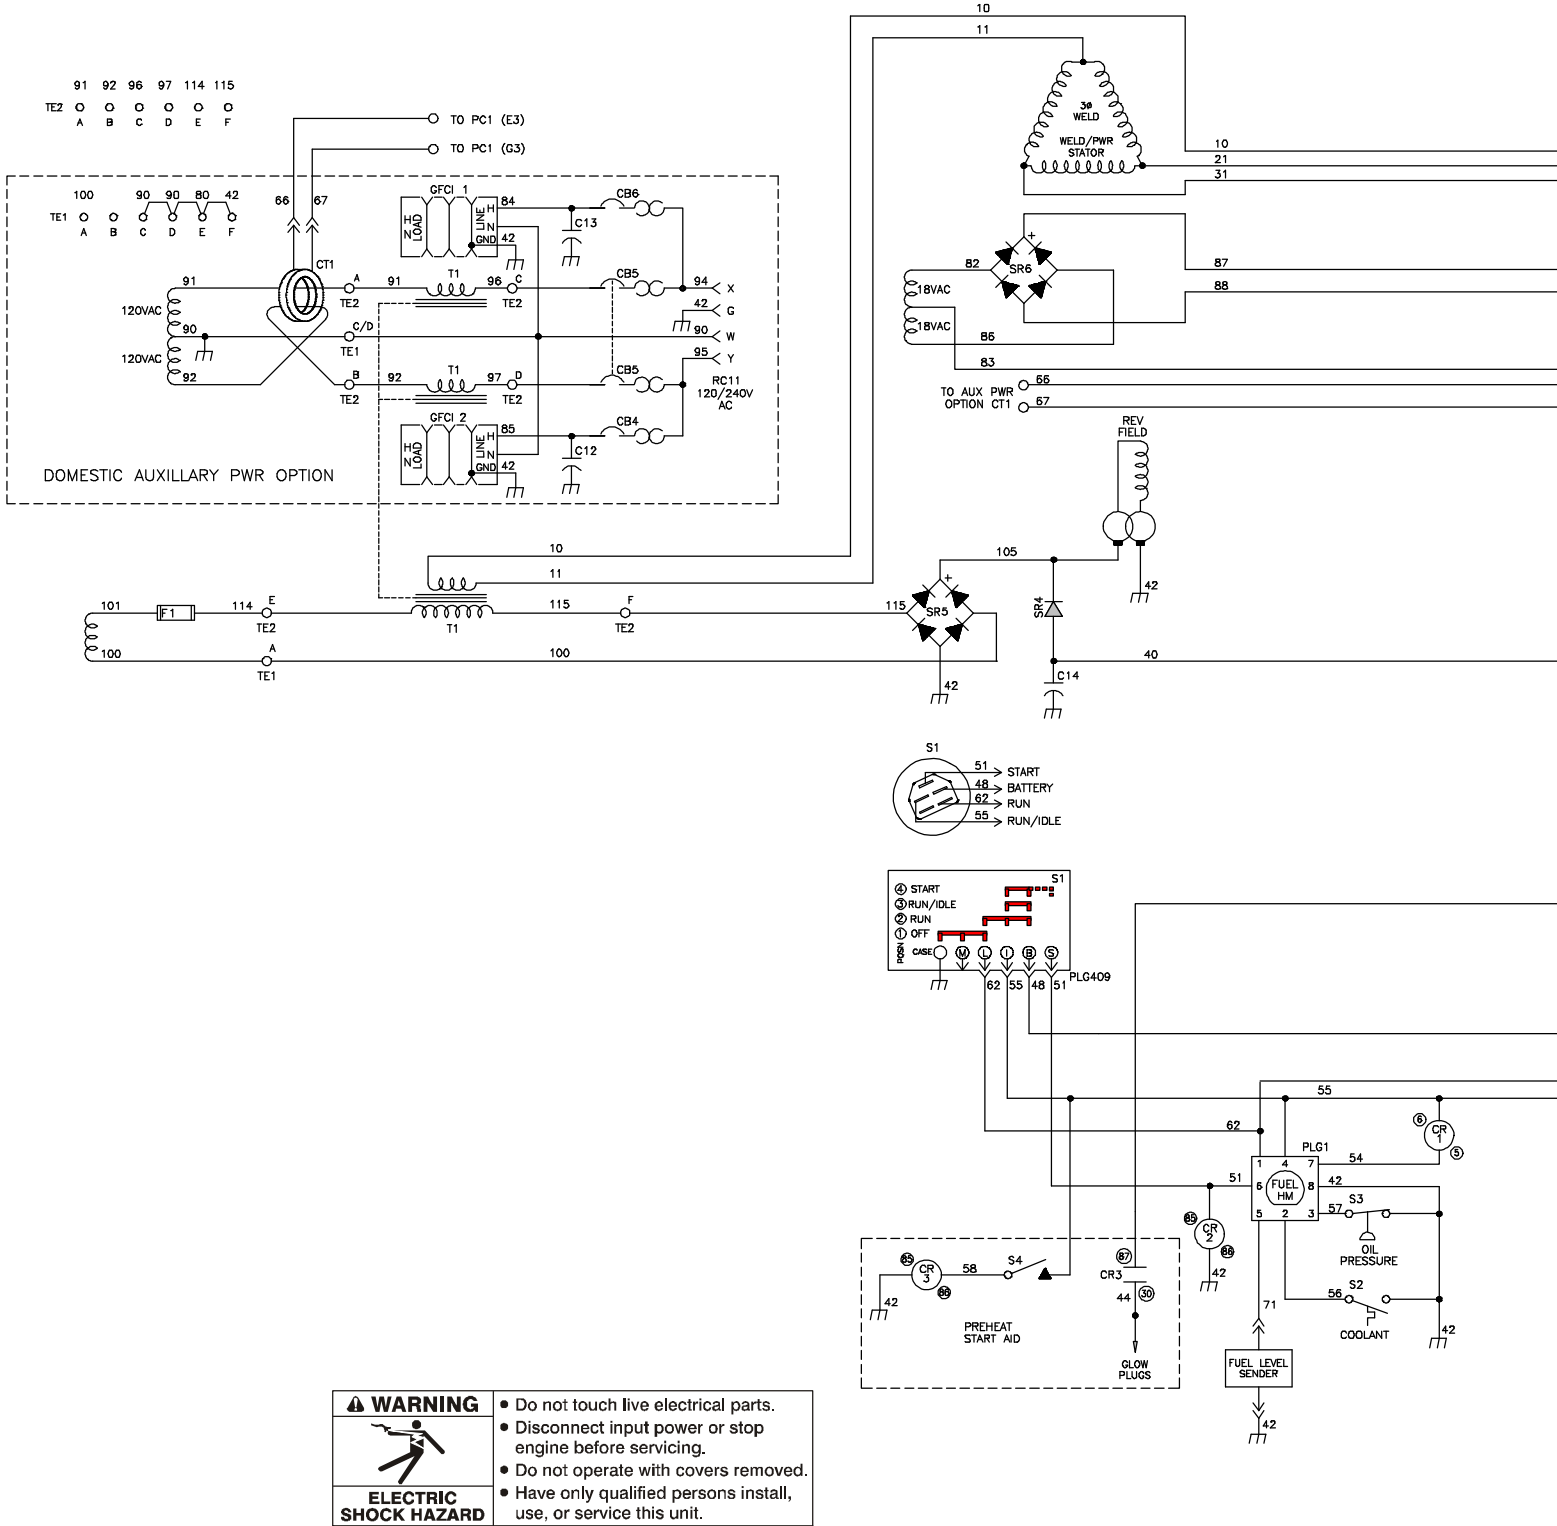 10
11
91 92 96 97 114 115
TE2
A B C D E F
TO PC1 (E3)
TO PC1 (G3)
3ø
WELD
WELD/PWR
STATOR
10
21
31
100 90 90 80 42
TE1
A B C D E F
66 67
GFCI 1
H
N
LOAD
LINE
H
N
GND
84
42
C13
CB6
CT1
91
120VAC
90
120VAC
92
A
TE2
91
T1
96
C
TE2
CB5
94 X
42 G
C/D
TE1
90 W
95 Y
B
TE2
92
T1
97
D
TE2
CB5
RC11
120/240V
AC
GFCI 2
H
N
LOAD
LINE
H
N
GND
85
42
C12
CB4
DOMESTIC AUXILLARY PWR OPTION
82
+
SR6
87
88
18VAC
18VAC
86
83
TO AUX PWR
OPTION CT1
66
67
REV
FIELD
42
10
11
105
101
F1
114
E
TE2
T1
115
F
TE2
115
+
SR5
SR4
100
A
TE1
100
42
40
C14
S1
51 START
48 BATTERY
62 RUN
55 RUN/IDLE
S1
4 START
3 RUN/IDLE
2 RUN
1 OFF
POSN
CASE M L I B S
PLG409
62 55 48 51
55
62
6
CR
1
5
PLG1
54
1 4 7
6 FUEL HM 8
5 2 3
51
42
57
S3
OIL
PRESSURE
85
CR
2
86
42
56
S2
COOLANT
42
71
FUEL LEVEL
SENDER
42
85
CR
3
86
58
S4
42
87
CR3
44
30
PREHEAT
START AID
GLOW
PLUGS
WARNING
ELECTRIC
SHOCK HAZARD
● Do not touch live electrical parts.
● Disconnect input power or stop
engine before servicing.
● Do not operate with covers removed.
● Have only qualified persons install,
use, or service this unit.